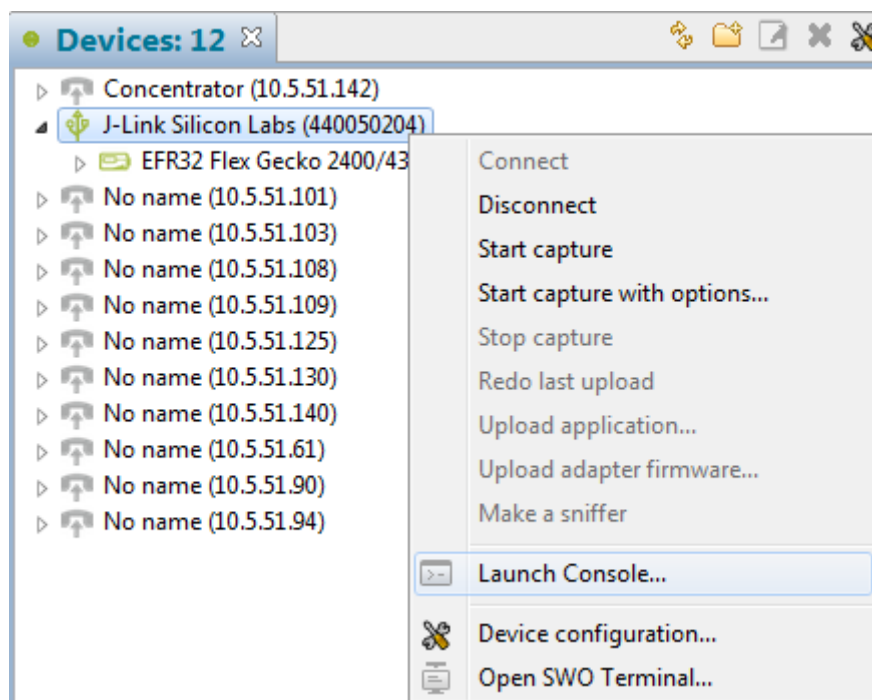 Devices: 12
Concentrator (10.5.51.142)
J-Link Silicon Labs (440050204)
EFR32 Flex Gecko 2400/43
No name (10.5.51.101)
No name (10.5.51.103)
No name (10.5.51.108)
No name (10.5.51.109)
No name (10.5.51.125)
No name (10.5.51.130)
No name (10.5.51.140)
No name (10.5.51.61)
No name (10.5.51.90)
No name (10.5.51.94)
Connect
Disconnect
Start capture
Start capture with options...
Stop capture
Redo last upload
Upload application...
Upload adapter firmware...
Make a sniffer
Launch Console...
Device configuration...
Open SWO Terminal...